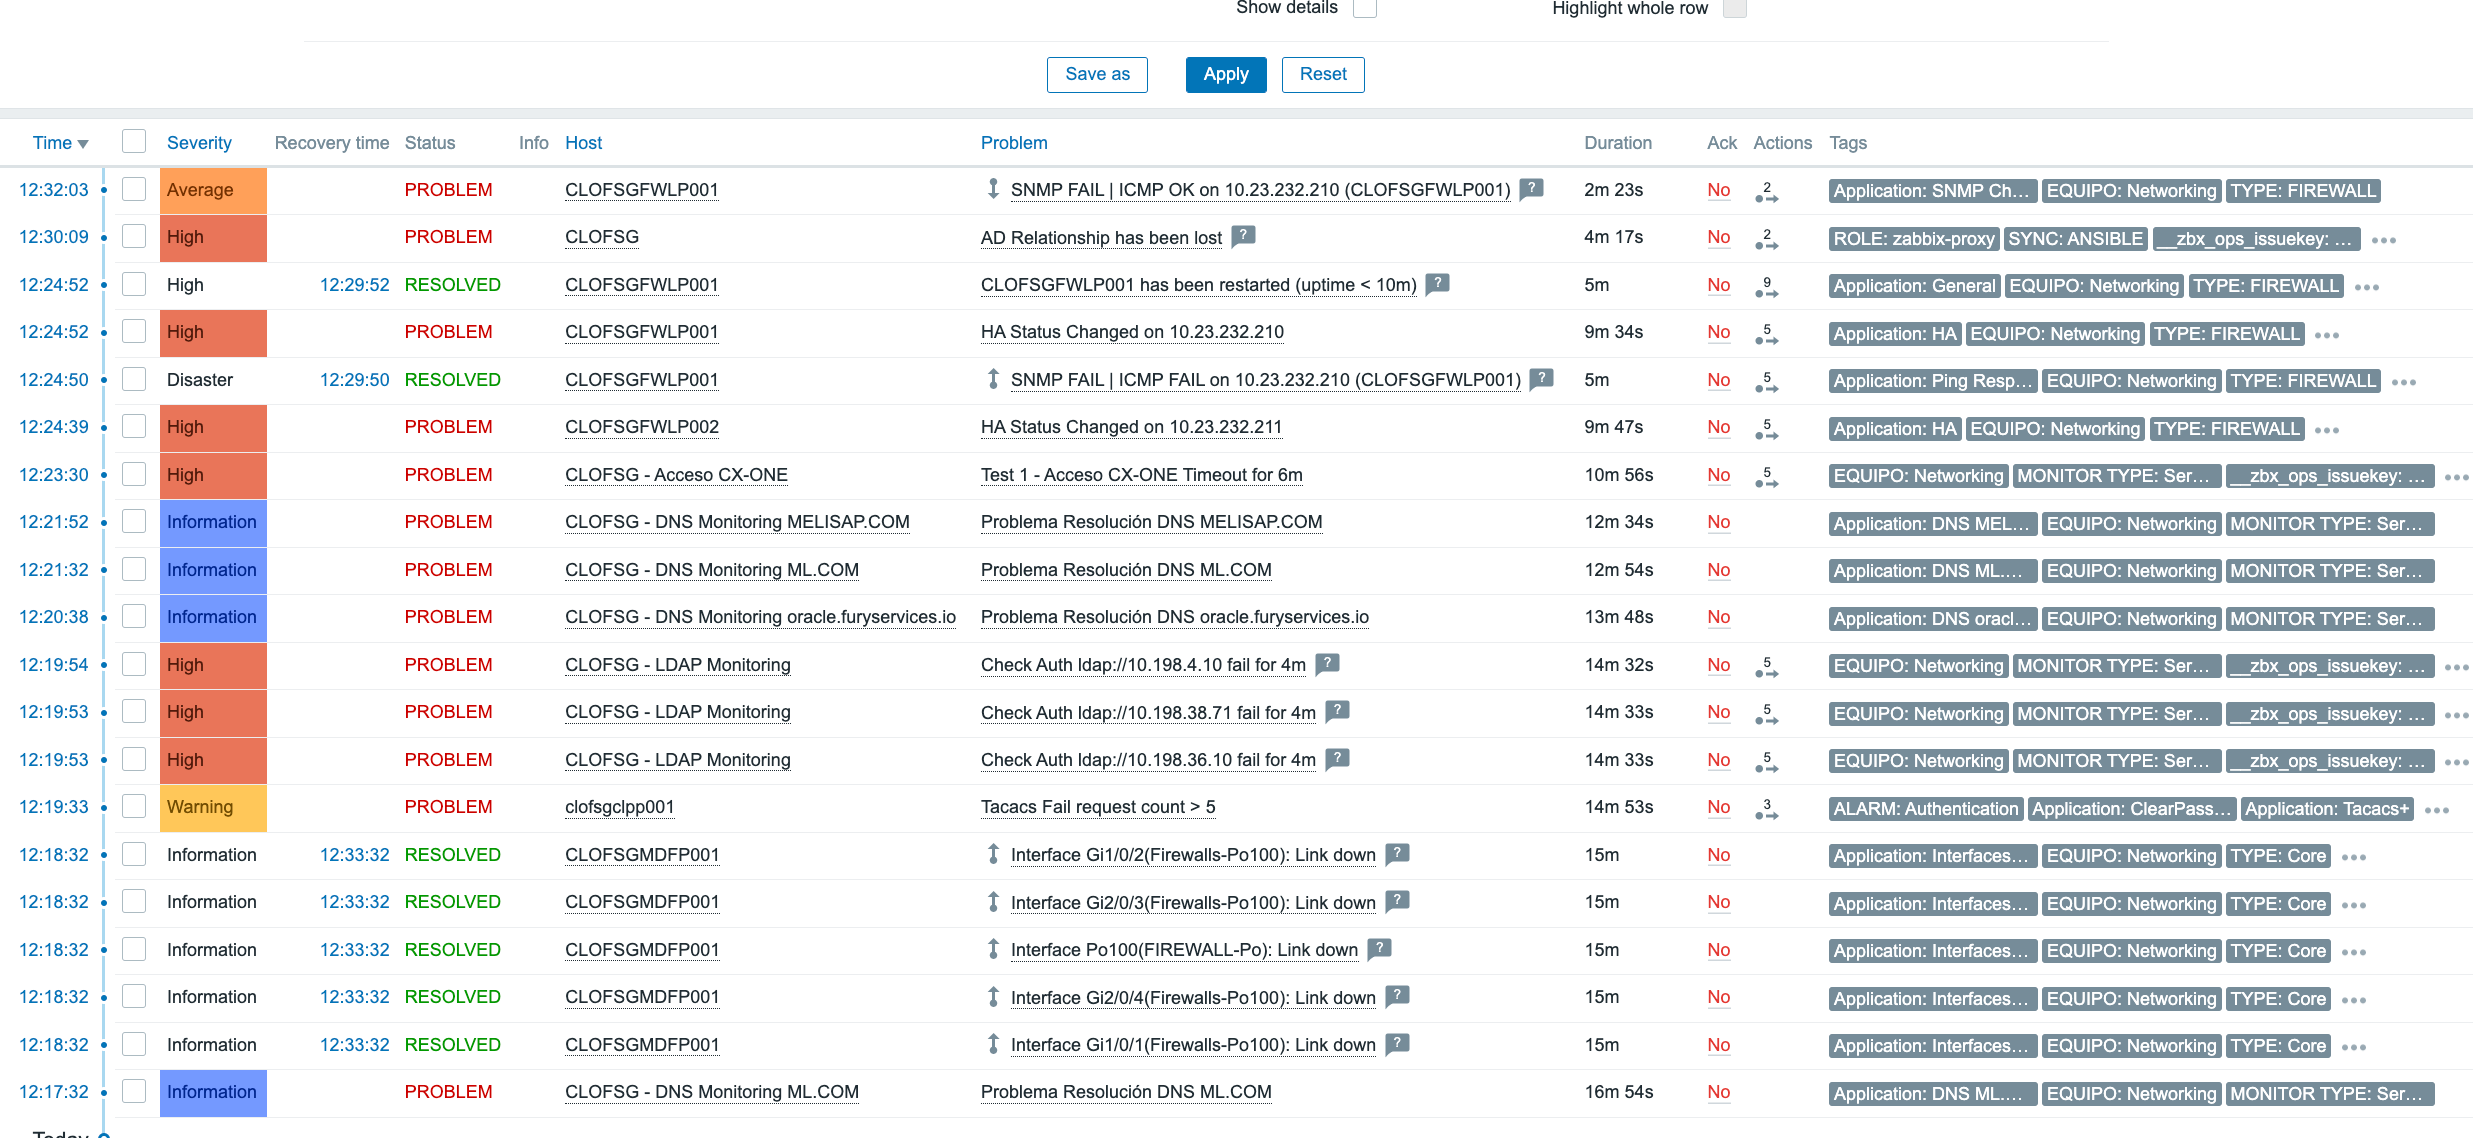 Show details Highlight whole row
Save as Apply Reset
Time ▼ Severity Recovery time Status Info Host Problem Duration Ack Actions Tags
12:32:03 Average PROBLEM CLOFSGFWLP001 SNMP FAIL | ICMP OK on 10.23.232.210 (CLOFSGFWLP001) ? 2m 23s No 2 Application: SNMP Ch... EQUIPO: Networking TYPE: FIREWALL
12:30:09 High PROBLEM CLOFSG AD Relationship has been lost ? 4m 17s No 2 ROLE: zabbix-proxy SYNC: ANSIBLE __zbx_ops_issuekey: ... •••
12:24:52 High 12:29:52 RESOLVED CLOFSGFWLP001 CLOFSGFWLP001 has been restarted (uptime < 10m) ? 5m No 9 Application: General EQUIPO: Networking TYPE: FIREWALL •••
12:24:52 High PROBLEM CLOFSGFWLP001 HA Status Changed on 10.23.232.210 9m 34s No 5 Application: HA EQUIPO: Networking TYPE: FIREWALL •••
12:24:50 Disaster 12:29:50 RESOLVED CLOFSGFWLP001 SNMP FAIL | ICMP FAIL on 10.23.232.210 (CLOFSGFWLP001) ? 5m No 5 Application: Ping Resp... EQUIPO: Networking TYPE: FIREWALL •••
12:24:39 High PROBLEM CLOFSGFWLP002 HA Status Changed on 10.23.232.211 9m 47s No 5 Application: HA EQUIPO: Networking TYPE: FIREWALL •••
12:23:30 High PROBLEM CLOFSG - Acceso CX-ONE Test 1 - Acceso CX-ONE Timeout for 6m 10m 56s No 5 EQUIPO: Networking MONITOR TYPE: Ser... __zbx_ops_issuekey: ... •••
12:21:52 Information PROBLEM CLOFSG - DNS Monitoring MELISAP.COM Problema Resolución DNS MELISAP.COM 12m 34s No Application: DNS MEL... EQUIPO: Networking MONITOR TYPE: Ser...
12:21:32 Information PROBLEM CLOFSG - DNS Monitoring ML.COM Problema Resolución DNS ML.COM 12m 54s No Application: DNS ML.... EQUIPO: Networking MONITOR TYPE: Ser...
12:20:38 Information PROBLEM CLOFSG - DNS Monitoring oracle.furyservices.io Problema Resolución DNS oracle.furyservices.io 13m 48s No Application: DNS oracl... EQUIPO: Networking MONITOR TYPE: Ser...
12:19:54 High PROBLEM CLOFSG - LDAP Monitoring Check Auth ldap://10.198.4.10 fail for 4m ? 14m 32s No 5 EQUIPO: Networking MONITOR TYPE: Ser... __zbx_ops_issuekey: ... •••
12:19:53 High PROBLEM CLOFSG - LDAP Monitoring Check Auth ldap://10.198.38.71 fail for 4m ? 14m 33s No 5 EQUIPO: Networking MONITOR TYPE: Ser... __zbx_ops_issuekey: ... •••
12:19:53 High PROBLEM CLOFSG - LDAP Monitoring Check Auth ldap://10.198.36.10 fail for 4m ? 14m 33s No 5 EQUIPO: Networking MONITOR TYPE: Ser... __zbx_ops_issuekey: ... •••
12:19:33 Warning PROBLEM clofsgclpp001 Tacacs Fail request count > 5 14m 53s No 3 ALARM: Authentication Application: ClearPass... Application: Tacacs+ •••
12:18:32 Information 12:33:32 RESOLVED CLOFSGMDFP001 Interface Gi1/0/2(Firewalls-Po100): Link down ? 15m No Application: Interfaces... EQUIPO: Networking TYPE: Core •••
12:18:32 Information 12:33:32 RESOLVED CLOFSGMDFP001 Interface Gi2/0/3(Firewalls-Po100): Link down ? 15m No Application: Interfaces... EQUIPO: Networking TYPE: Core •••
12:18:32 Information 12:33:32 RESOLVED CLOFSGMDFP001 Interface Po100(FIREWALL-Po): Link down ? 15m No Application: Interfaces... EQUIPO: Networking TYPE: Core •••
12:18:32 Information 12:33:32 RESOLVED CLOFSGMDFP001 Interface Gi2/0/4(Firewalls-Po100): Link down ? 15m No Application: Interfaces... EQUIPO: Networking TYPE: Core •••
12:18:32 Information 12:33:32 RESOLVED CLOFSGMDFP001 Interface Gi1/0/1(Firewalls-Po100): Link down ? 15m No Application: Interfaces... EQUIPO: Networking TYPE: Core •••
12:17:32 Information PROBLEM CLOFSG - DNS Monitoring ML.COM Problema Resolución DNS ML.COM 16m 54s No Application: DNS ML.... EQUIPO: Networking MONITOR TYPE: Ser...
Today